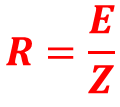 R = E/Z